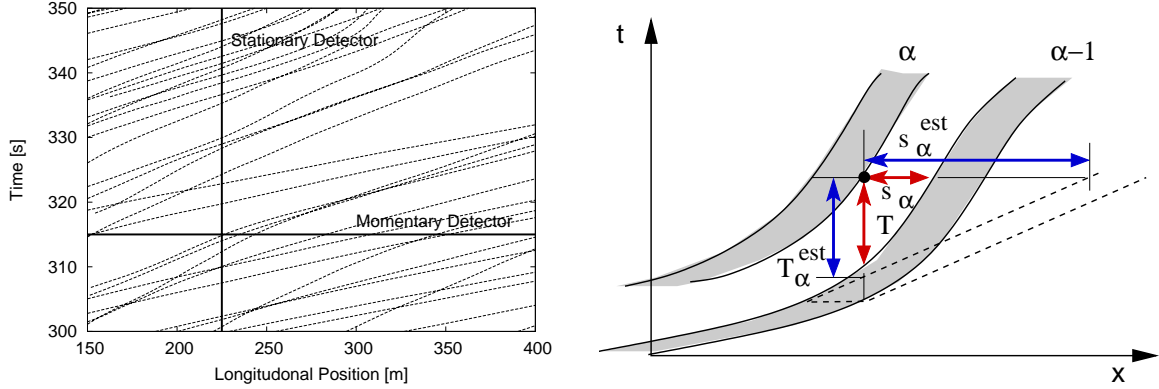 350
340
330
320
310
300
Time [s]
Stationary Detector
Momentary Detector
150
200
250
300
350
400
Longitudonal Position [m]
t
α
α−1
s α est
s α
T
T α est
x